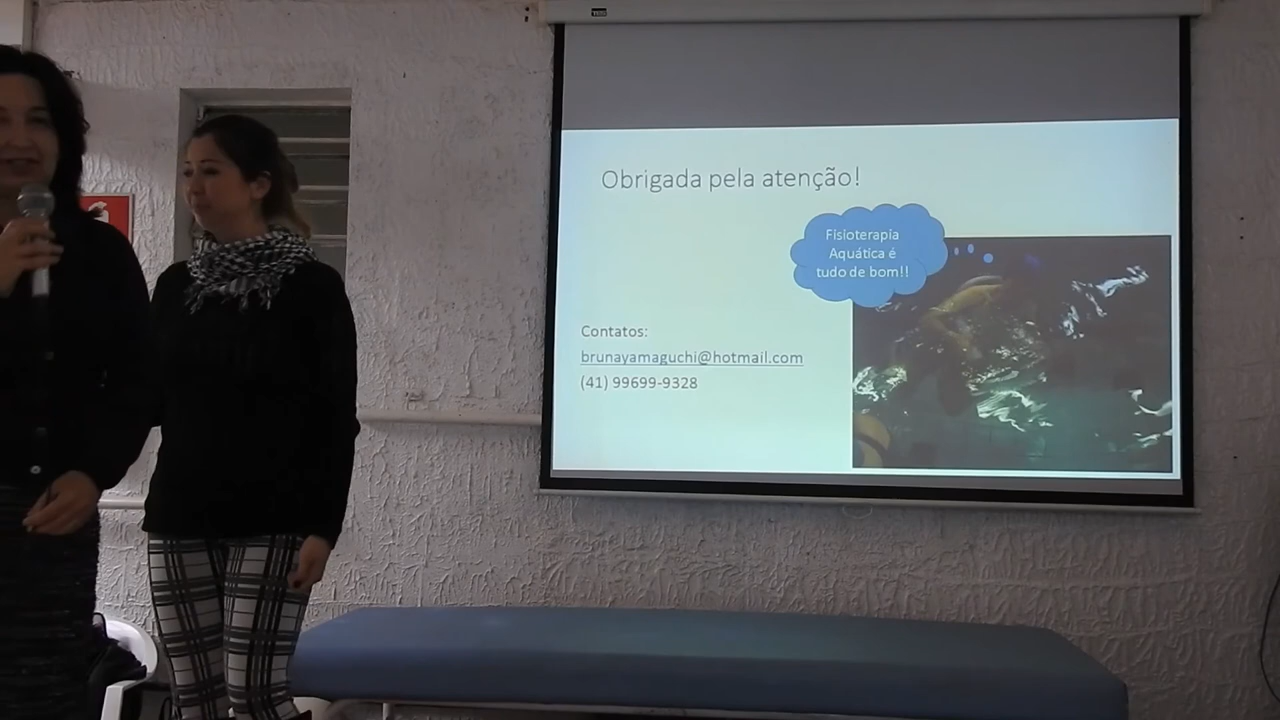 Obrigada pela atenção!
Fisioterapia
Aquática é
tudo de bom!!
Contatos:
brunayamaguchi@hotmail.com
(41) 99699-9328